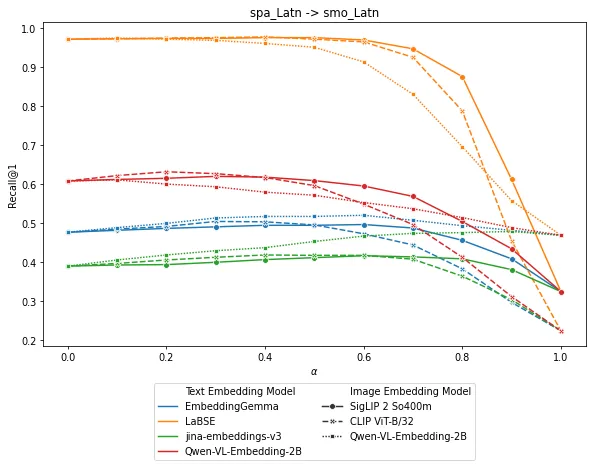 spa_Latn -> smo_Latn
1.0
0.9
0.8
0.7
0.6
0.5
0.4
0.3
0.2
Recall@1
0.0 0.2 0.4 0.6 0.8 1.0
α
Text Embedding Model Image Embedding Model
EmbeddingGemma SigLIP 2 So400m
LaBSE CLIP ViT-B/32
jina-embeddings-v3 Qwen-VL-Embedding-2B
Qwen-VL-Embedding-2B